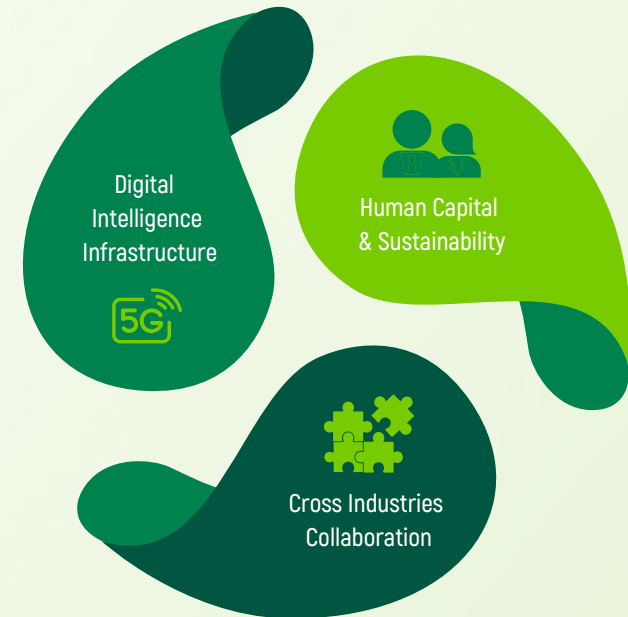 Digital
Intelligence
Infrastructure
5G
Human Capital
& Sustainability
Cross Industries
Collaboration